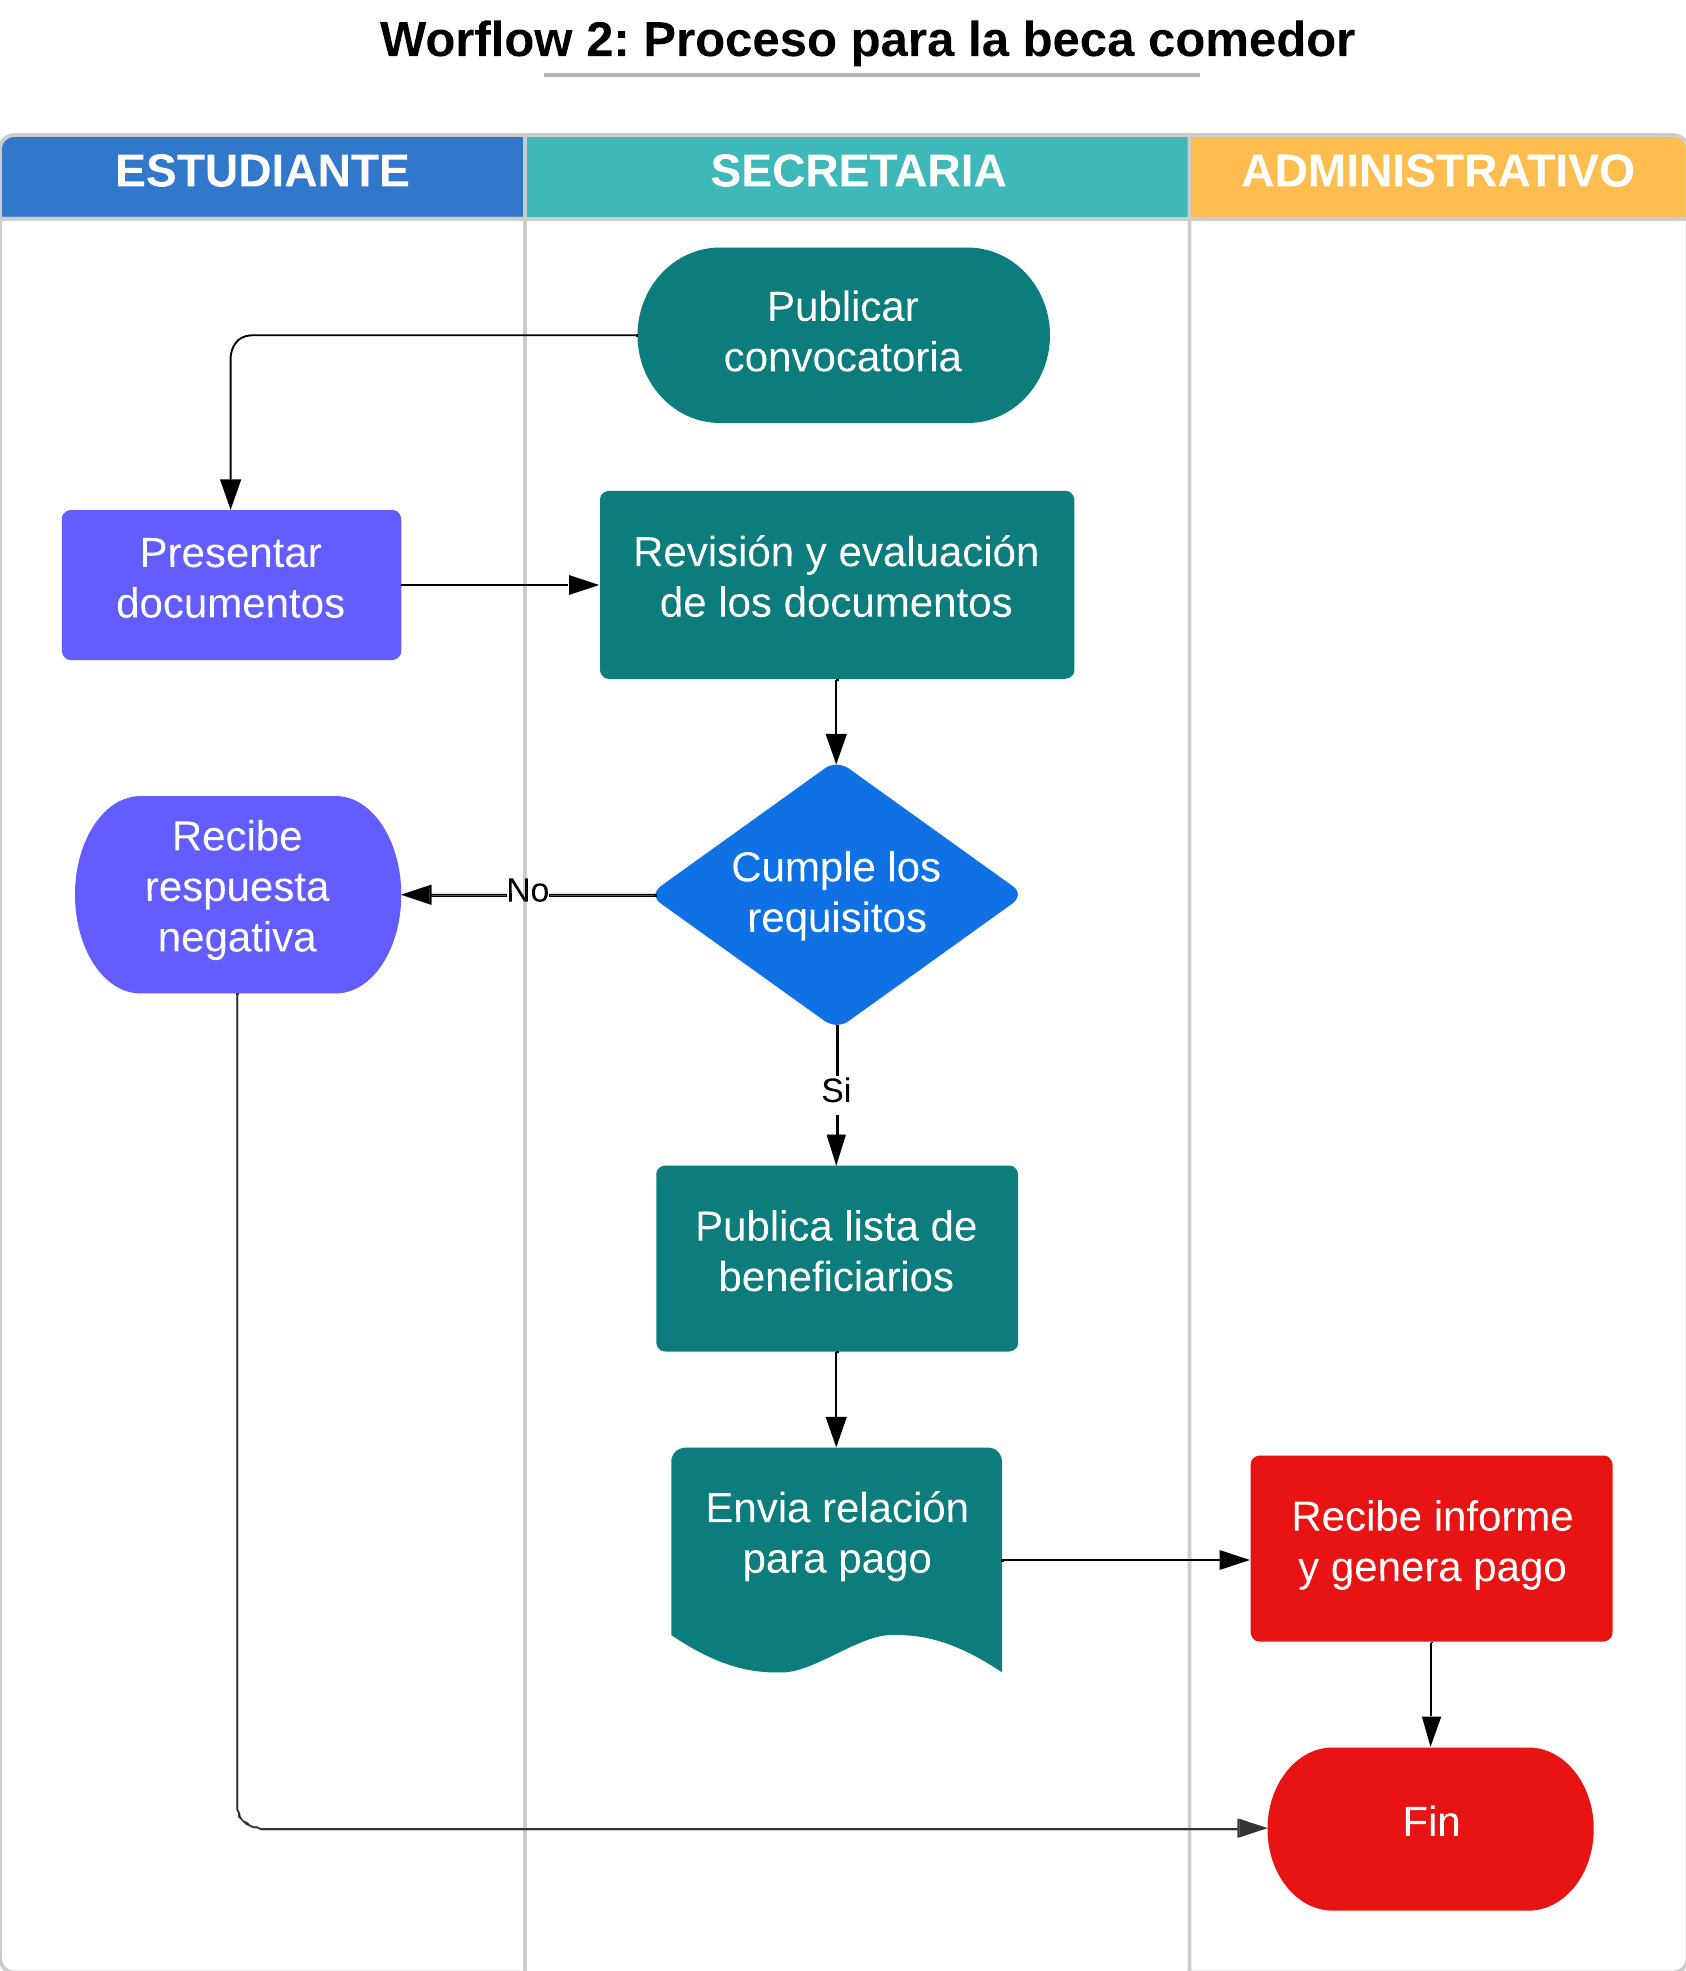 Worflow 2: Proceso para la beca comedor
ESTUDIANTE
SECRETARIA
ADMINISTRATIVO
Publicar
convocatoria
Presentar
documentos
Revisión y evaluación
de los documentos
Cumple los
requisitos
No
Recibe
respuesta
negativa
Si
Publica lista de
beneficiarios
Envia relación
para pago
Recibe informe
y genera pago
Fin